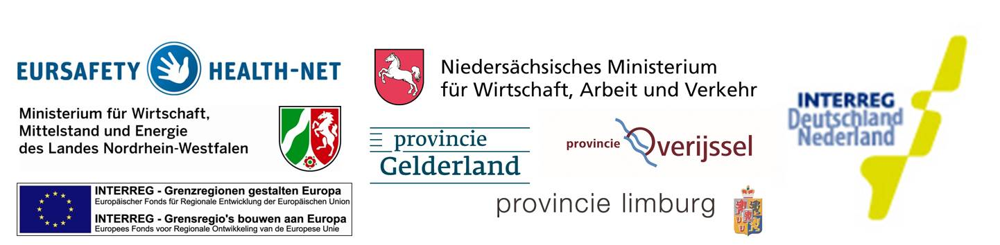 EURSAFETY HEALTH-NET
Ministerium für Wirtschaft,
Mittelstand und Energie
des Landes Nordrhein-Westfalen
INTERREG - Grenzregionen gestalten Europa
Europäischer Fonds für Regionale Entwicklung der Europäischen Union
INTERREG - Grensregio's bouwen aan Europa
Europees Fonds voor Regionale Ontwikkeling van de Europese Unie
Niedersächsisches Ministerium
für Wirtschaft, Arbeit und Verkehr
provincie
Gelderland
provincie Overijssel
provincie limburg
INTERREG
Deutschland
Nederland